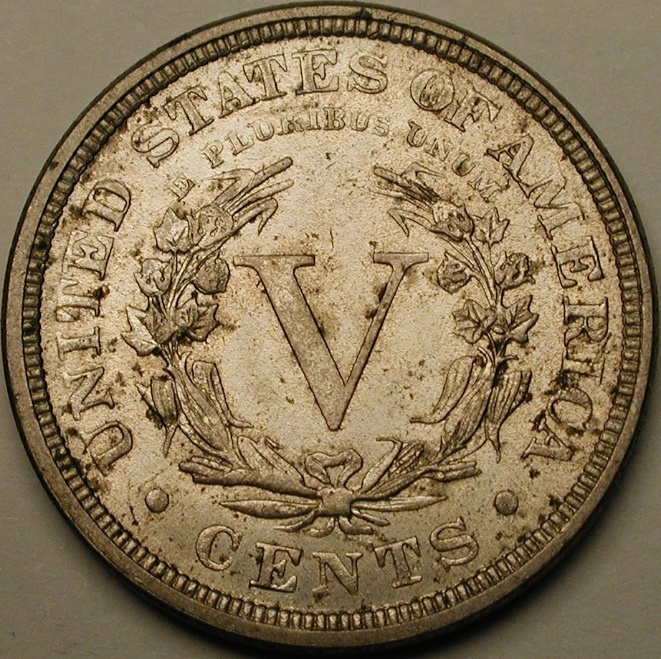 UNITED STATES OF AMERICA
E PLURIBUS UNUM
V
CENTS